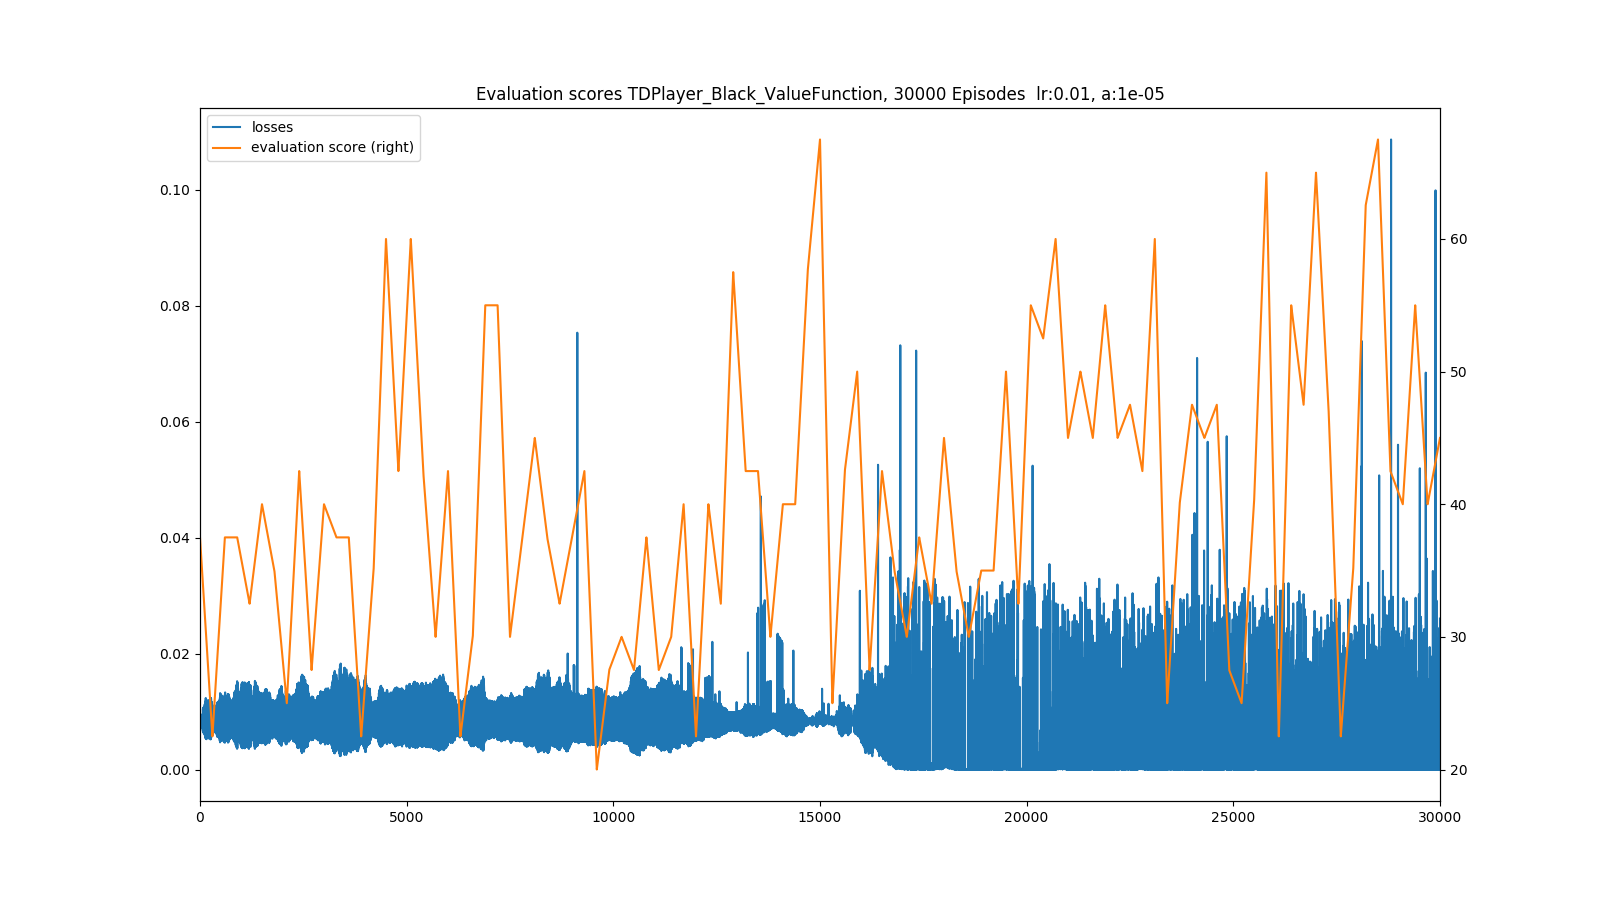 Evaluation scores TDPlayer_Black_ValueFunction, 30000 Episodes  lr:0.01, a:1e-05
losses
evaluation score (right)
0.10
0.08
0.06
0.04
0.02
0.00
60
50
40
30
20
0 5000 10000 15000 20000 25000 30000